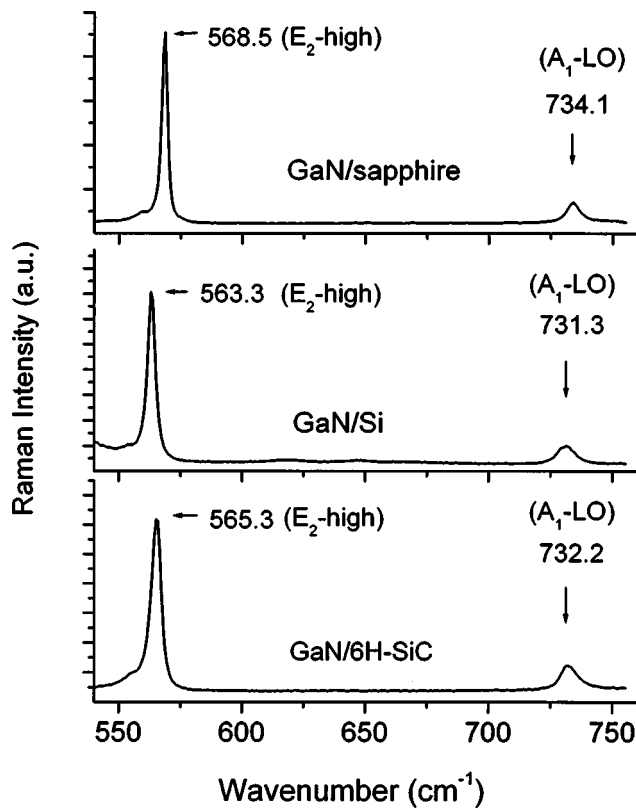 568.5 (E₂-high)
(A₁-LO)
734.1
GaN/sapphire
563.3 (E₂-high)
(A₁-LO)
731.3
GaN/Si
565.3 (E₂-high)
(A₁-LO)
732.2
GaN/6H-SiC
Raman Intensity (a.u.)
550 600 650 700 750
Wavenumber (cm⁻¹)